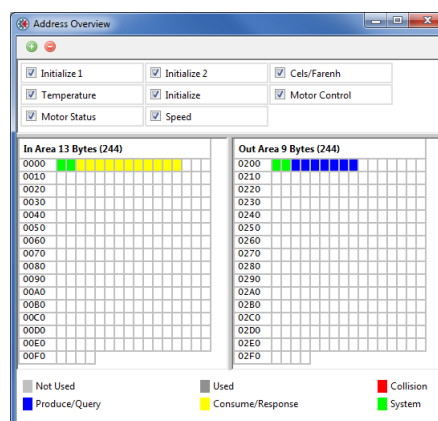 Address Overview
Initialize 1 Initialize 2 Cels/Farenh
Temperature Initialize Motor Control
Motor Status Speed
In Area 13 Bytes (244) Out Area 9 Bytes (244)
0000 0200
0010 0210
0020 0220
0030 0230
0040 0240
0050 0250
0060 0260
0070 0270
0080 0280
0090 0290
00A0 02A0
00B0 02B0
00C0 02C0
00D0 02D0
00E0 02E0
00F0 02F0
Not Used Used Collision
Produce/Query Consume/Response System